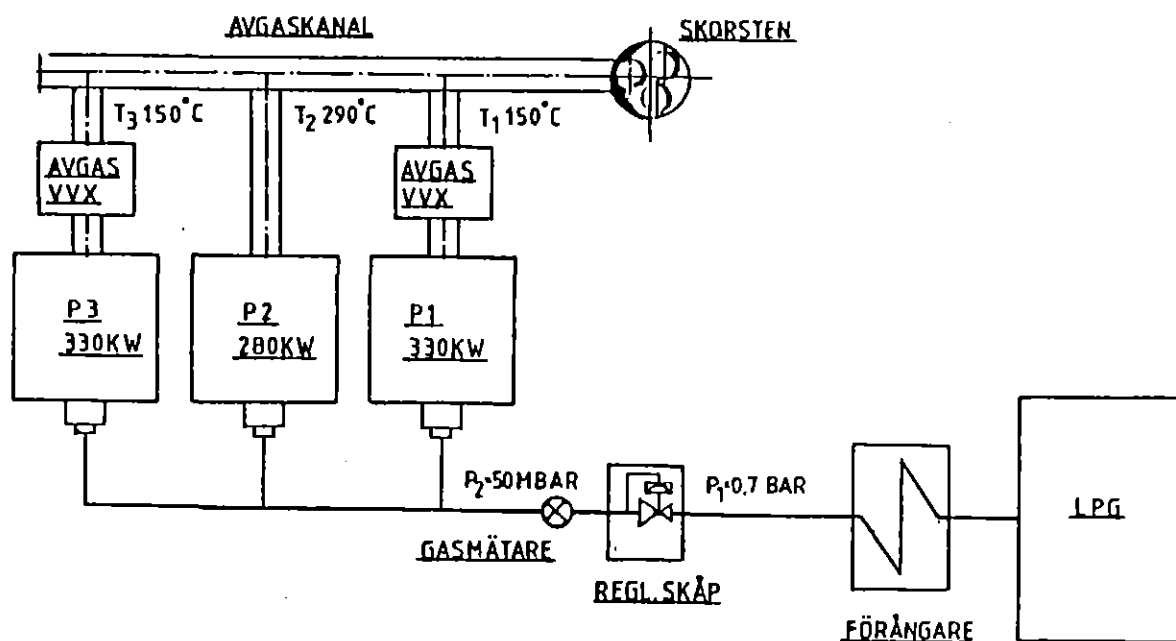 AVGASKANAL
SKORSTEN
T3 150°C
T2 290°C
T1 150°C
AVGAS
VVX
AVGAS
VVX
P3
330KW
P2
280KW
P1
330KW
P2=50MBAR
P1=0,7 BAR
LPG
GASMÄTARE
REGL.SKÅP
FÖRÅNGARE